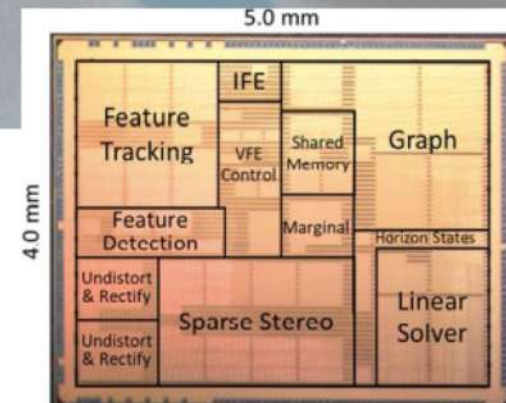 5.0 mm
4.0 mm
Feature
Tracking
IFE
VFE
Control
Shared
Memory
Graph
Feature
Detection
Marginal
Horizon States
Undistort
& Rectify
Sparse Stereo
Linear
Solver
Undistort
& Rectify